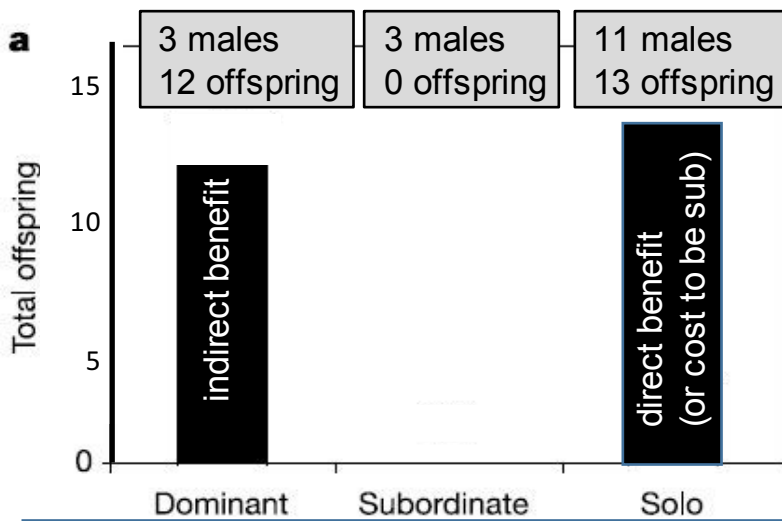 a
3 males
12 offspring
3 males
0 offspring
11 males
13 offspring
Total offspring
15
10
5
0
indirect benefit
direct benefit
(or cost to be sub)
Dominant
Subordinate
Solo